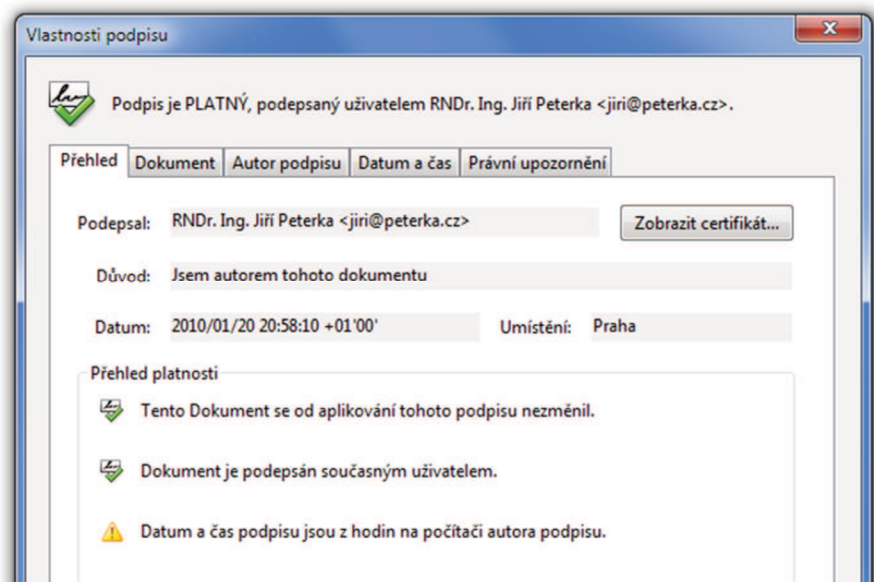 Vlastnosti podpisu
Podpis je PLATNÝ, podepsaný uživatelem RNDr. Ing. Jiří Peterka <jiri@peterka.cz>.
Přehled Dokument Autor podpisu Datum a čas Právní upozornění
Podepsal: RNDr. Ing. Jiří Peterka <jiri@peterka.cz> Zobrazit certifikát...
Důvod: Jsem autorem tohoto dokumentu
Datum: 2010/01/20 20:58:10 +01'00' Umístění: Praha
Přehled platnosti
Tento Dokument se od aplikování tohoto podpisu nezměnil.
Dokument je podepsán současným uživatelem.
Datum a čas podpisu jsou z hodin na počítači autora podpisu.